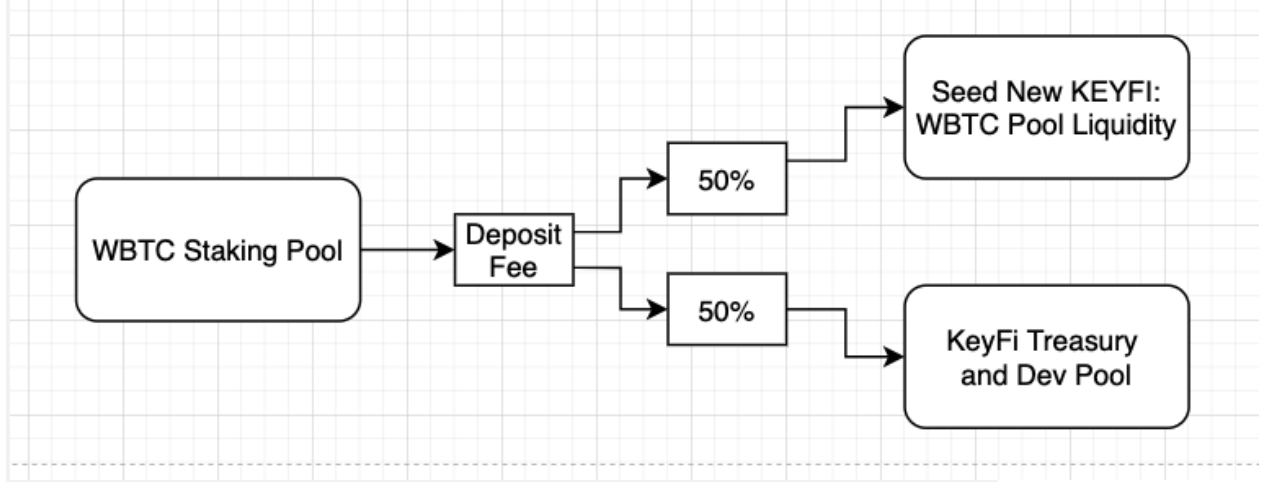 WBTC Staking Pool
Deposit
Fee
50%
50%
Seed New KEYFI:
WBTC Pool Liquidity
KeyFi Treasury
and Dev Pool